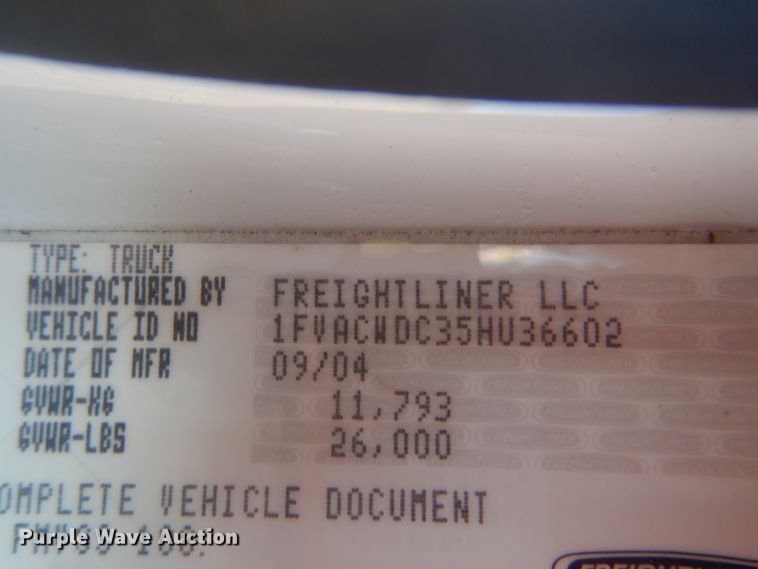 TYPE: TRUCK
MANUFACTURED BY FREIGHTLINER LLC
VEHICLE ID NO 1FVACWDC35HU36602
DATE OF MFR 09/04
GVWR-KG 11,793
GVWR-LBS 26,000
OMPLETE VEHICLE DOCUMENT
Purple Wave Auction